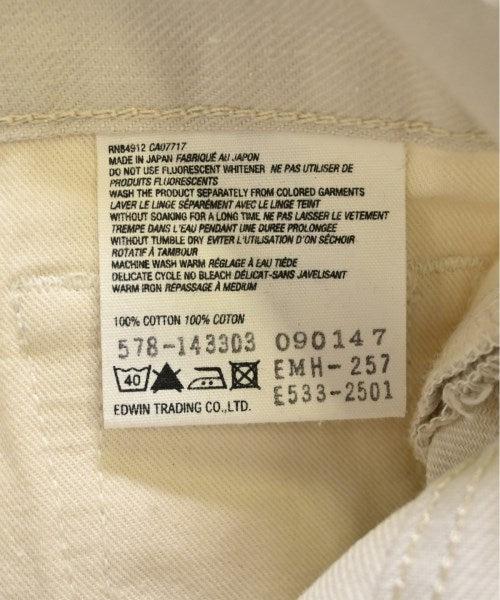 RNB4912 CA07717
MADE IN JAPAN FABRIQUÉ AU JAPON
DO NOT USE FLUORESCENT WHITENER NE PAS UTILISER DE
PRODUITS FLUORESCENTS
WASH THE PRODUCT SEPARATELY FROM COLORED GARMENTS
LAVER LE LINGE SÉPARÉMENT AVEC LE LINGE TEINT
WITHOUT SOAKING FOR A LONG TIME NE PAS LAISSER LE VETEMENT
TREMPE DANS L'EAU PENDANT UNE DUREE PROLONGEE
WITHOUT TUMBLE DRY EVITER L'UTILISATION D'ON SÉCHOIR
ROTATIF À TAMBOUR
MACHINE WASH WARM RÉGLAGE À EAU TIÈDE
DELICATE CYCLE NO BLEACH DÉLICAT-SANS JAVELISANT
WARM IRON REPASSAGE À MEDIUM
100% COTTON 100% COTON
578-143303 090147
40 EMH-257
E533-2501
EDWIN TRADING CO.,LTD.